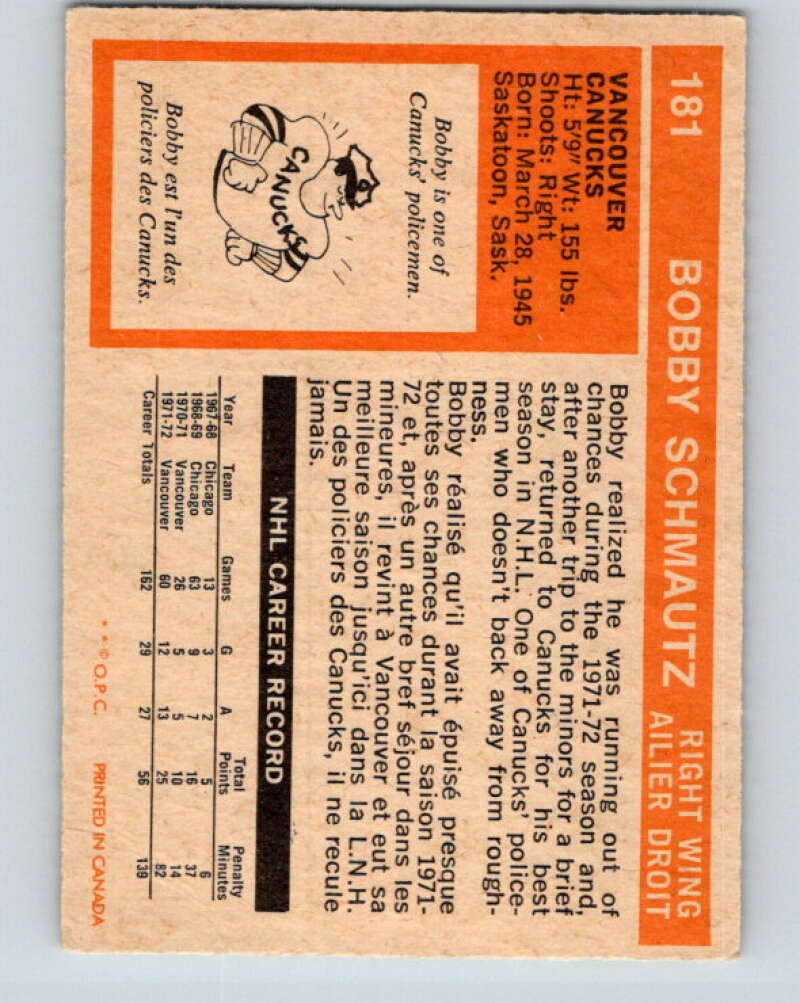 181 BOBBY SCHMAUTZ RIGHT WING
AILIER DROIT
VANCOUVER
CANUCKS
Ht: 5'9" Wt: 155 lbs.
Shoots: Right
Born: March 28, 1945
Saskatoon, Sask.
Bobby is one of
Canucks' policemen.
CANUCKS
Bobby est l'un des
policiers des Canucks.
Bobby realized he was running out of
chances during the 1971-72 season and,
after another trip to the minors for a brief
stay, returned to Canucks for his best
season in N.H.L. One of Canucks' police-
men who doesn't back away from rough-
ness.
Bobby réalisé qu'il avait épuisé presque
toutes ses chances durant la saison 1971-
72 et, après un autre bref séjour dans les
mineures, il revint à Vancouver et eut sa
meilleure saison jusqu'ici dans la L.N.H.
Un des policiers des Canucks, il ne recule
jamais.
NHL CAREER RECORD
Year Team Games G A Total Points Penalty Minutes
1967-68 Chicago 13 3 2 5 6
1968-69 Chicago 63 9 7 16 37
1970-71 Vancouver 26 5 5 10 14
1971-72 Vancouver 60 12 13 25 82
Career Totals 162 29 27 56 139
* * © O.P.C. PRINTED IN CANADA